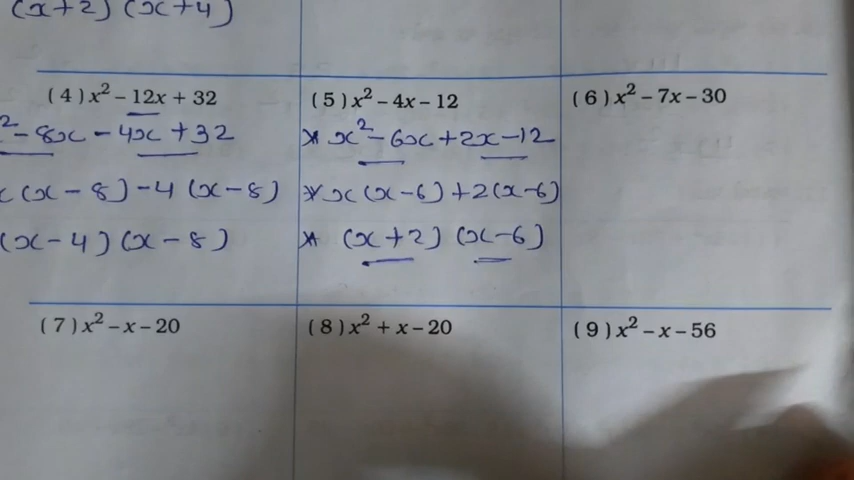 (x+2) (x+4)
(4) x² – 12x + 32
² – 8x – 4x + 32
(x – 8) – 4 (x – 8)
(x – 4) (x – 8)
(5) x² – 4x – 12
* x² – 6x + 2x – 12
* x (x – 6) + 2 (x – 6)
* (x + 2) (x – 6)
(6) x² – 7x – 30
(7) x² – x – 20
(8) x² + x – 20
(9) x² – x – 56